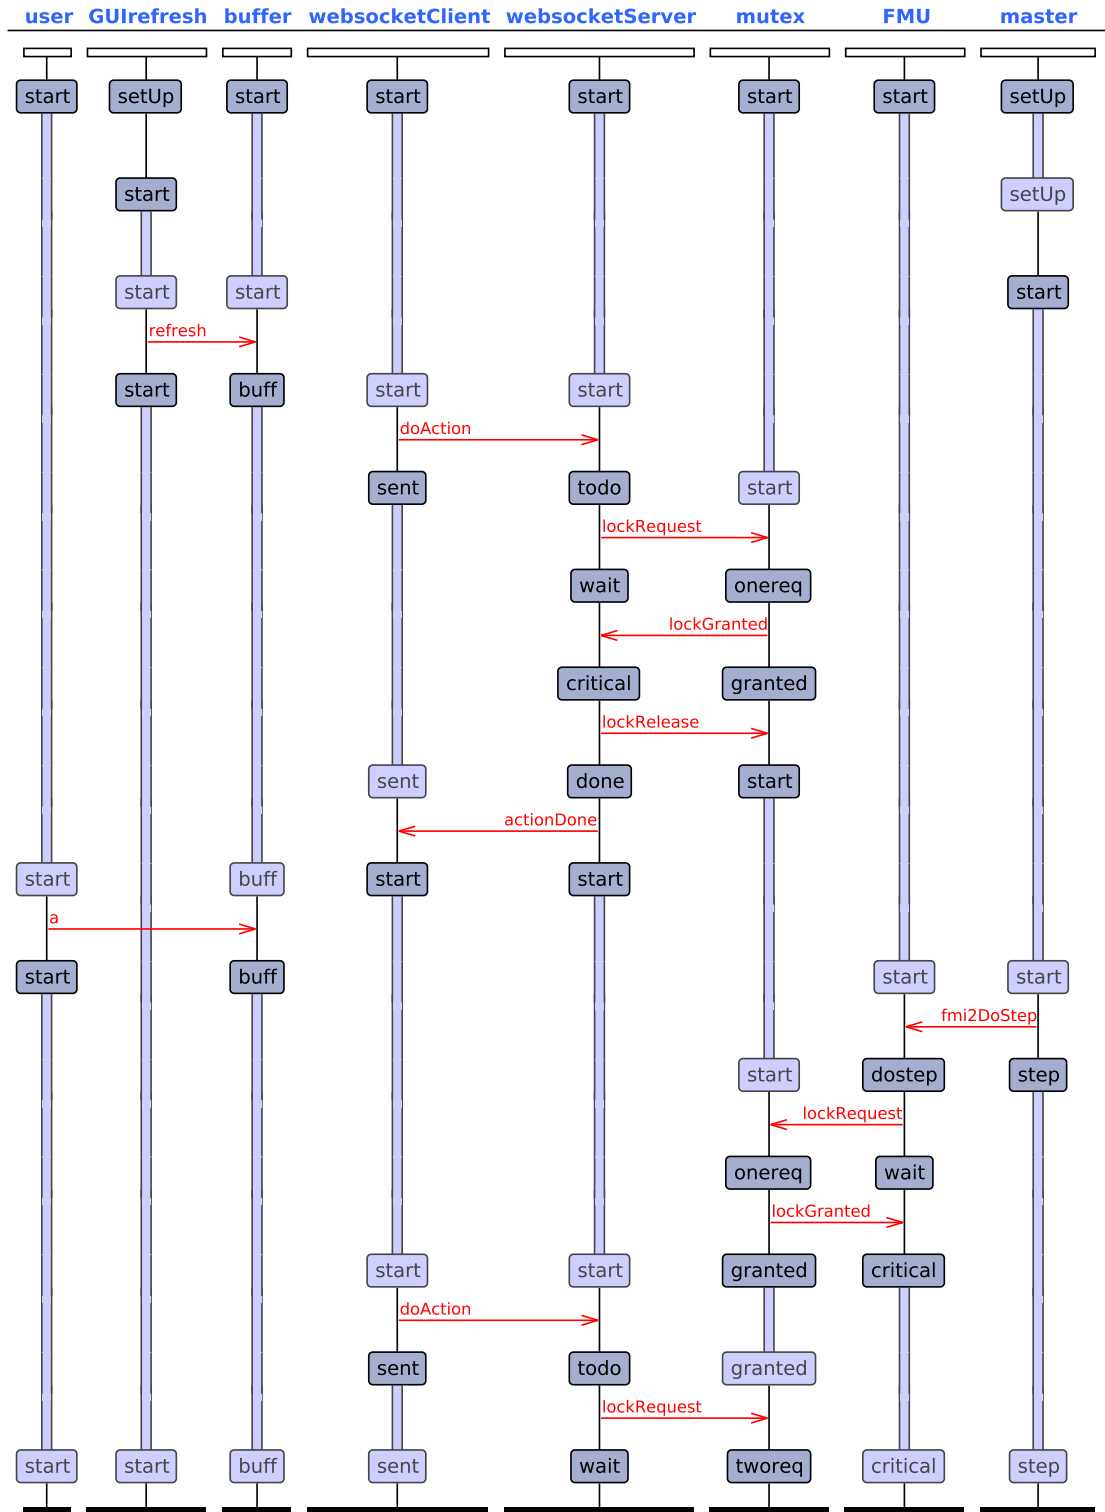 user GUIrefresh buffer websocketClient websocketServer mutex FMU master
start setUp start start start start start setUp
start setUp
start start start
refresh
start buff start start
doAction
sent todo start
lockRequest
wait onereq
lockGranted
critical granted
lockRelease
sent done start
actionDone
start buff start start
a
start buff start start
fmi2DoStep
start dostep step
lockRequest
onereq wait
lockGranted
start start granted critical
doAction
sent todo granted
lockRequest
start start buff sent wait tworeq critical step